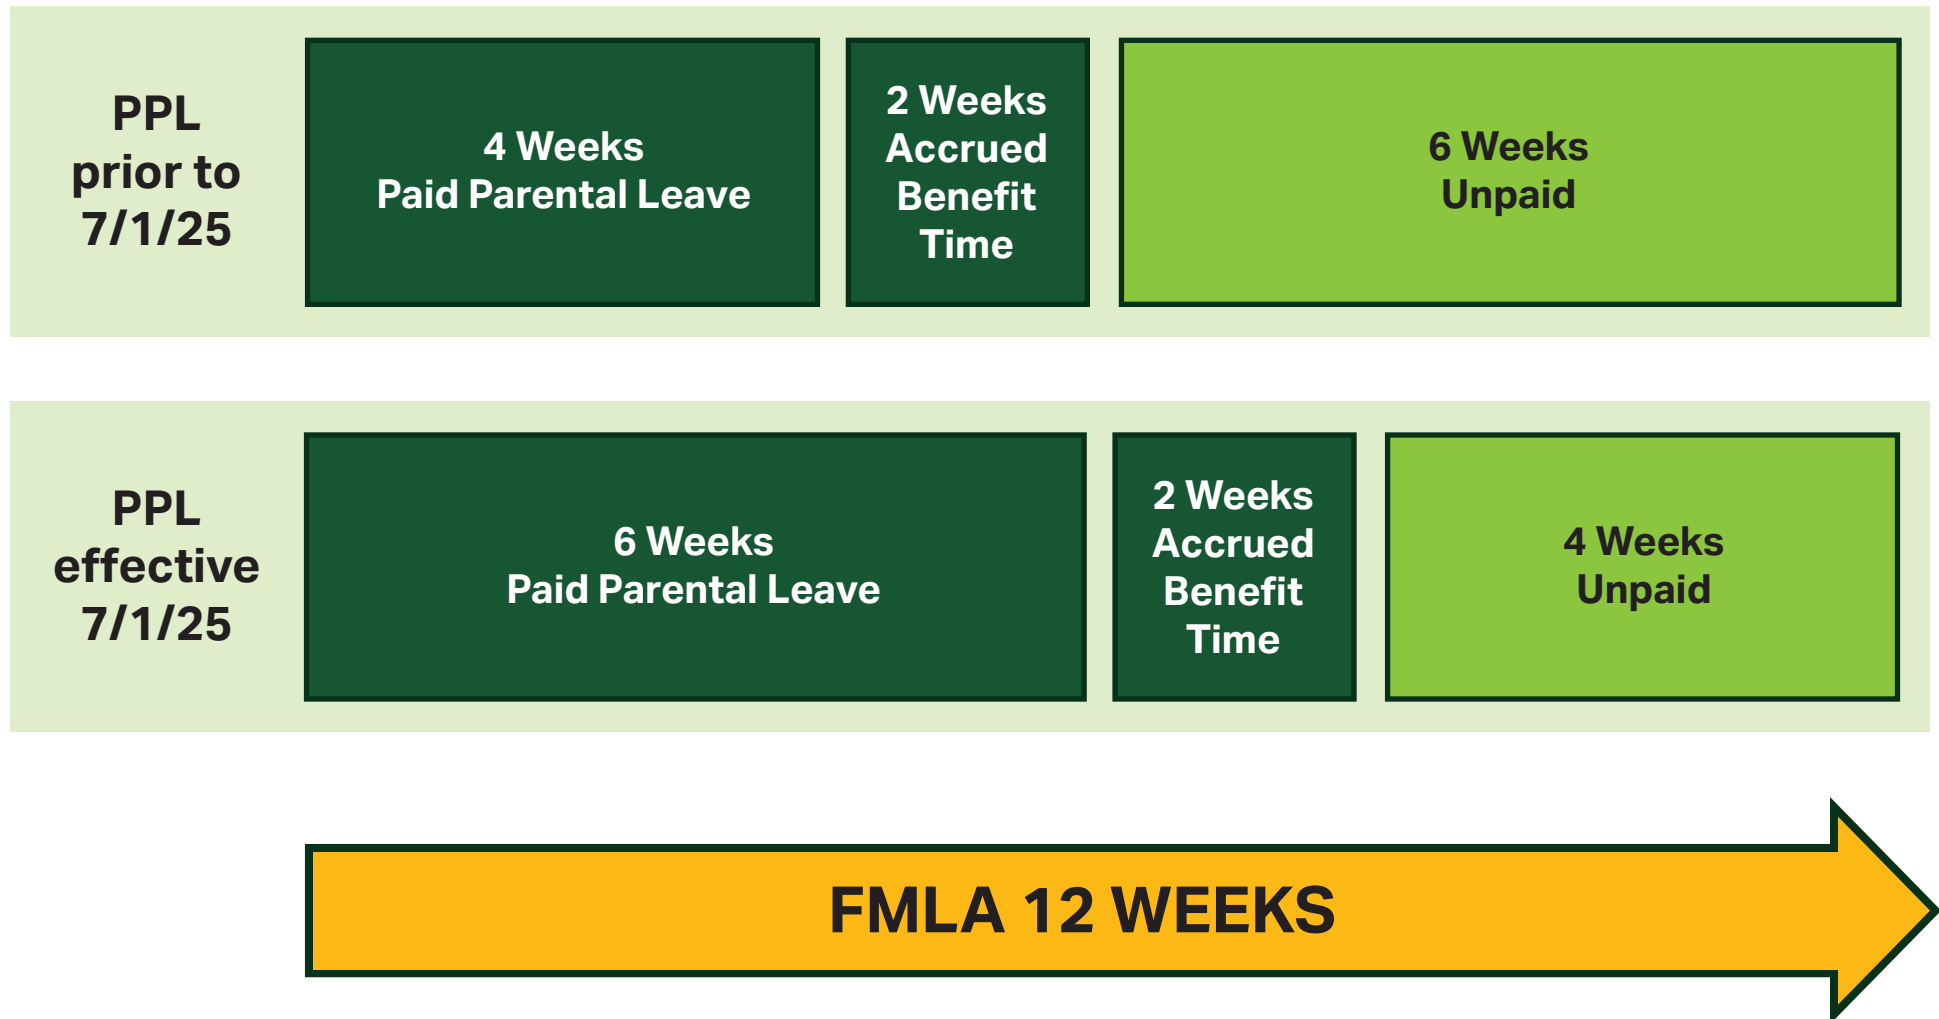 PPL
prior to
7/1/25
4 Weeks
Paid Parental Leave
2 Weeks
Accrued
Benefit
Time
6 Weeks
Unpaid
PPL
effective
7/1/25
6 Weeks
Paid Parental Leave
2 Weeks
Accrued
Benefit
Time
4 Weeks
Unpaid
FMLA 12 WEEKS